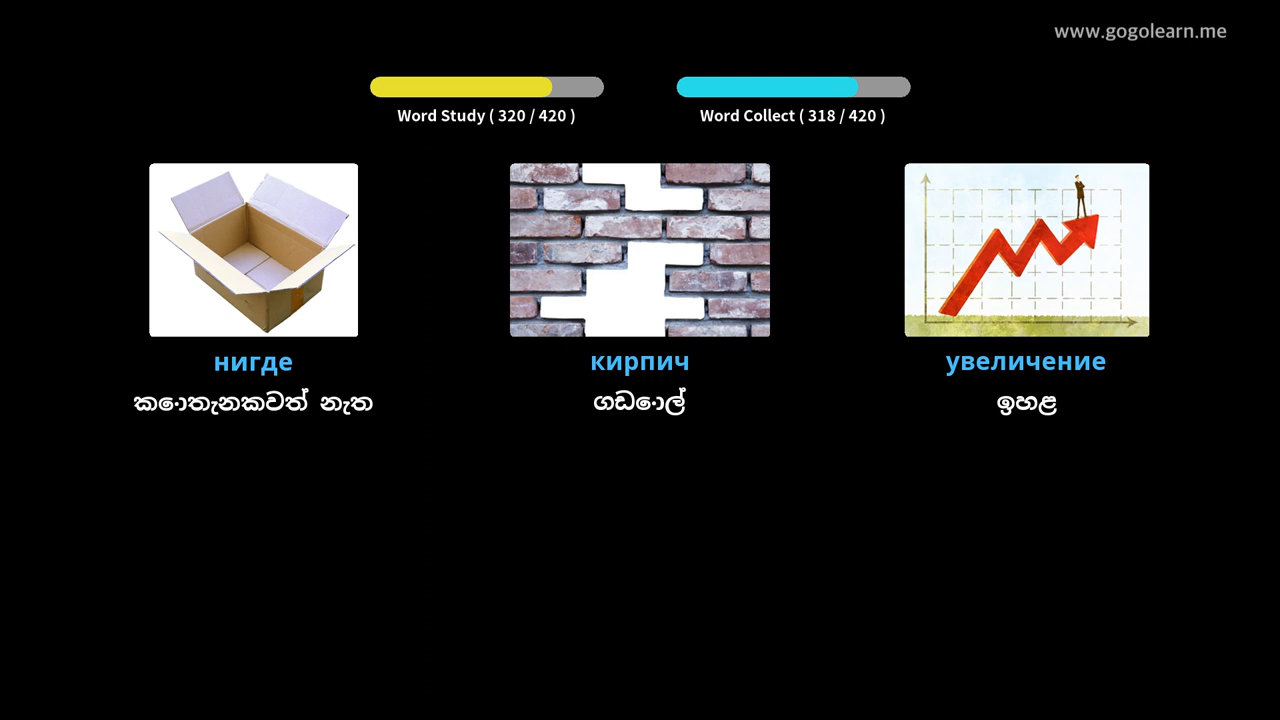 www.gogolearn.me
Word Study ( 320 / 420 )
Word Collect ( 318 / 420 )
нигде
කොතැනකවත් නැත
кирпич
ගඩොල්
увеличение
ඉහළ